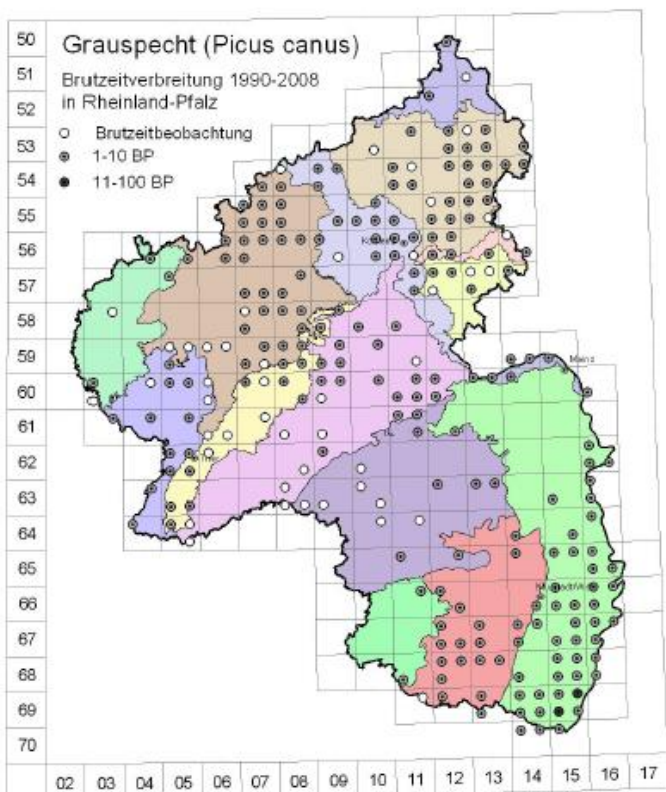 Grauspecht (Picus canus)
Brutzeitverbreitung 1990-2008
in Rheinland-Pfalz
Brutzeitbeobachtung
1-10 BP
11-100 BP
50
51
52
53
54
55
56
57
58
59
60
61
62
63
64
65
66
67
68
69
70
Mainz
02 03 04 05 06 07 08 09 10 11 12 13 14 15 16 17